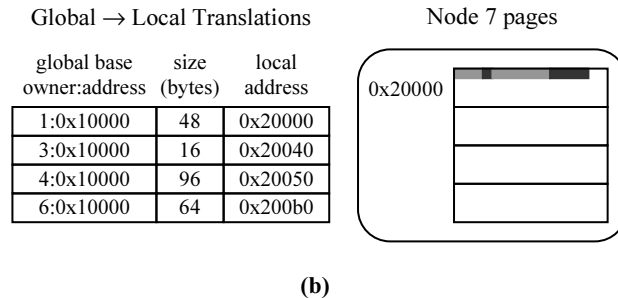 Global → Local Translations
global base owner:address size (bytes) local address
1:0x10000 48 0x20000
3:0x10000 16 0x20040
4:0x10000 96 0x20050
6:0x10000 64 0x200b0
Node 7 pages
0x20000
(b)